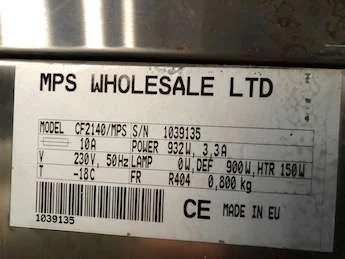 MPS WHOLESALE LTD
MODEL CF2140/MPS S/N 1039135
10A POWER 932W, 3.3A
V 230V, 50Hz LAMP 0W, DEF 900W, HTR 150W
T -18C FR R404 0,800 kg
1039135
CE MADE IN EU